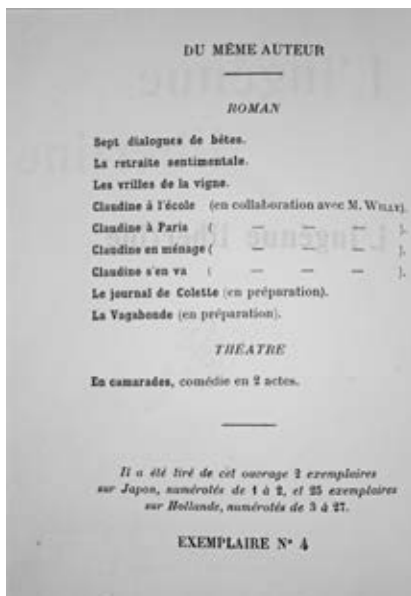 DU MÊME AUTEUR
ROMAN
Sept dialogues de bêtes.
La retraite sentimentale.
Les vrilles de la vigne.
Claudine à l'école (en collaboration avec M. WILLY).
Claudine à Paris ( — — — ).
Claudine en ménage ( — — — ).
Claudine s'en va ( — — — ).
Le journal de Colette (en préparation).
La Vagabonde (en préparation).
THÉATRE
En camarades, comédie en 2 actes.
Il a été tiré de cet ouvrage 2 exemplaires
sur Japon, numérotés de 1 à 2, et 25 exemplaires
sur Hollande, numérotés de 3 à 27.
EXEMPLAIRE N° 4